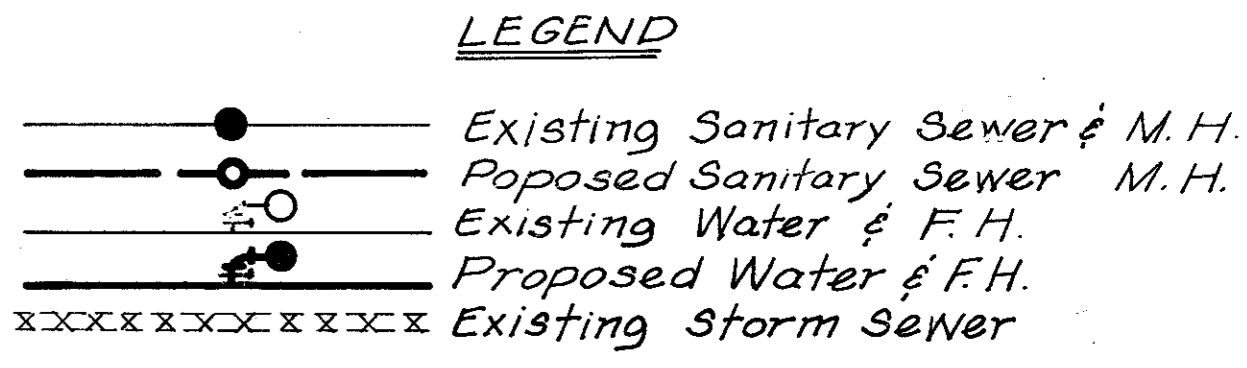 LEGEND
Existing Sanitary Sewer & M.H.
Poposed Sanitary Sewer M.H.
Existing Water & F.H.
Proposed Water & F.H.
Existing Storm Sewer